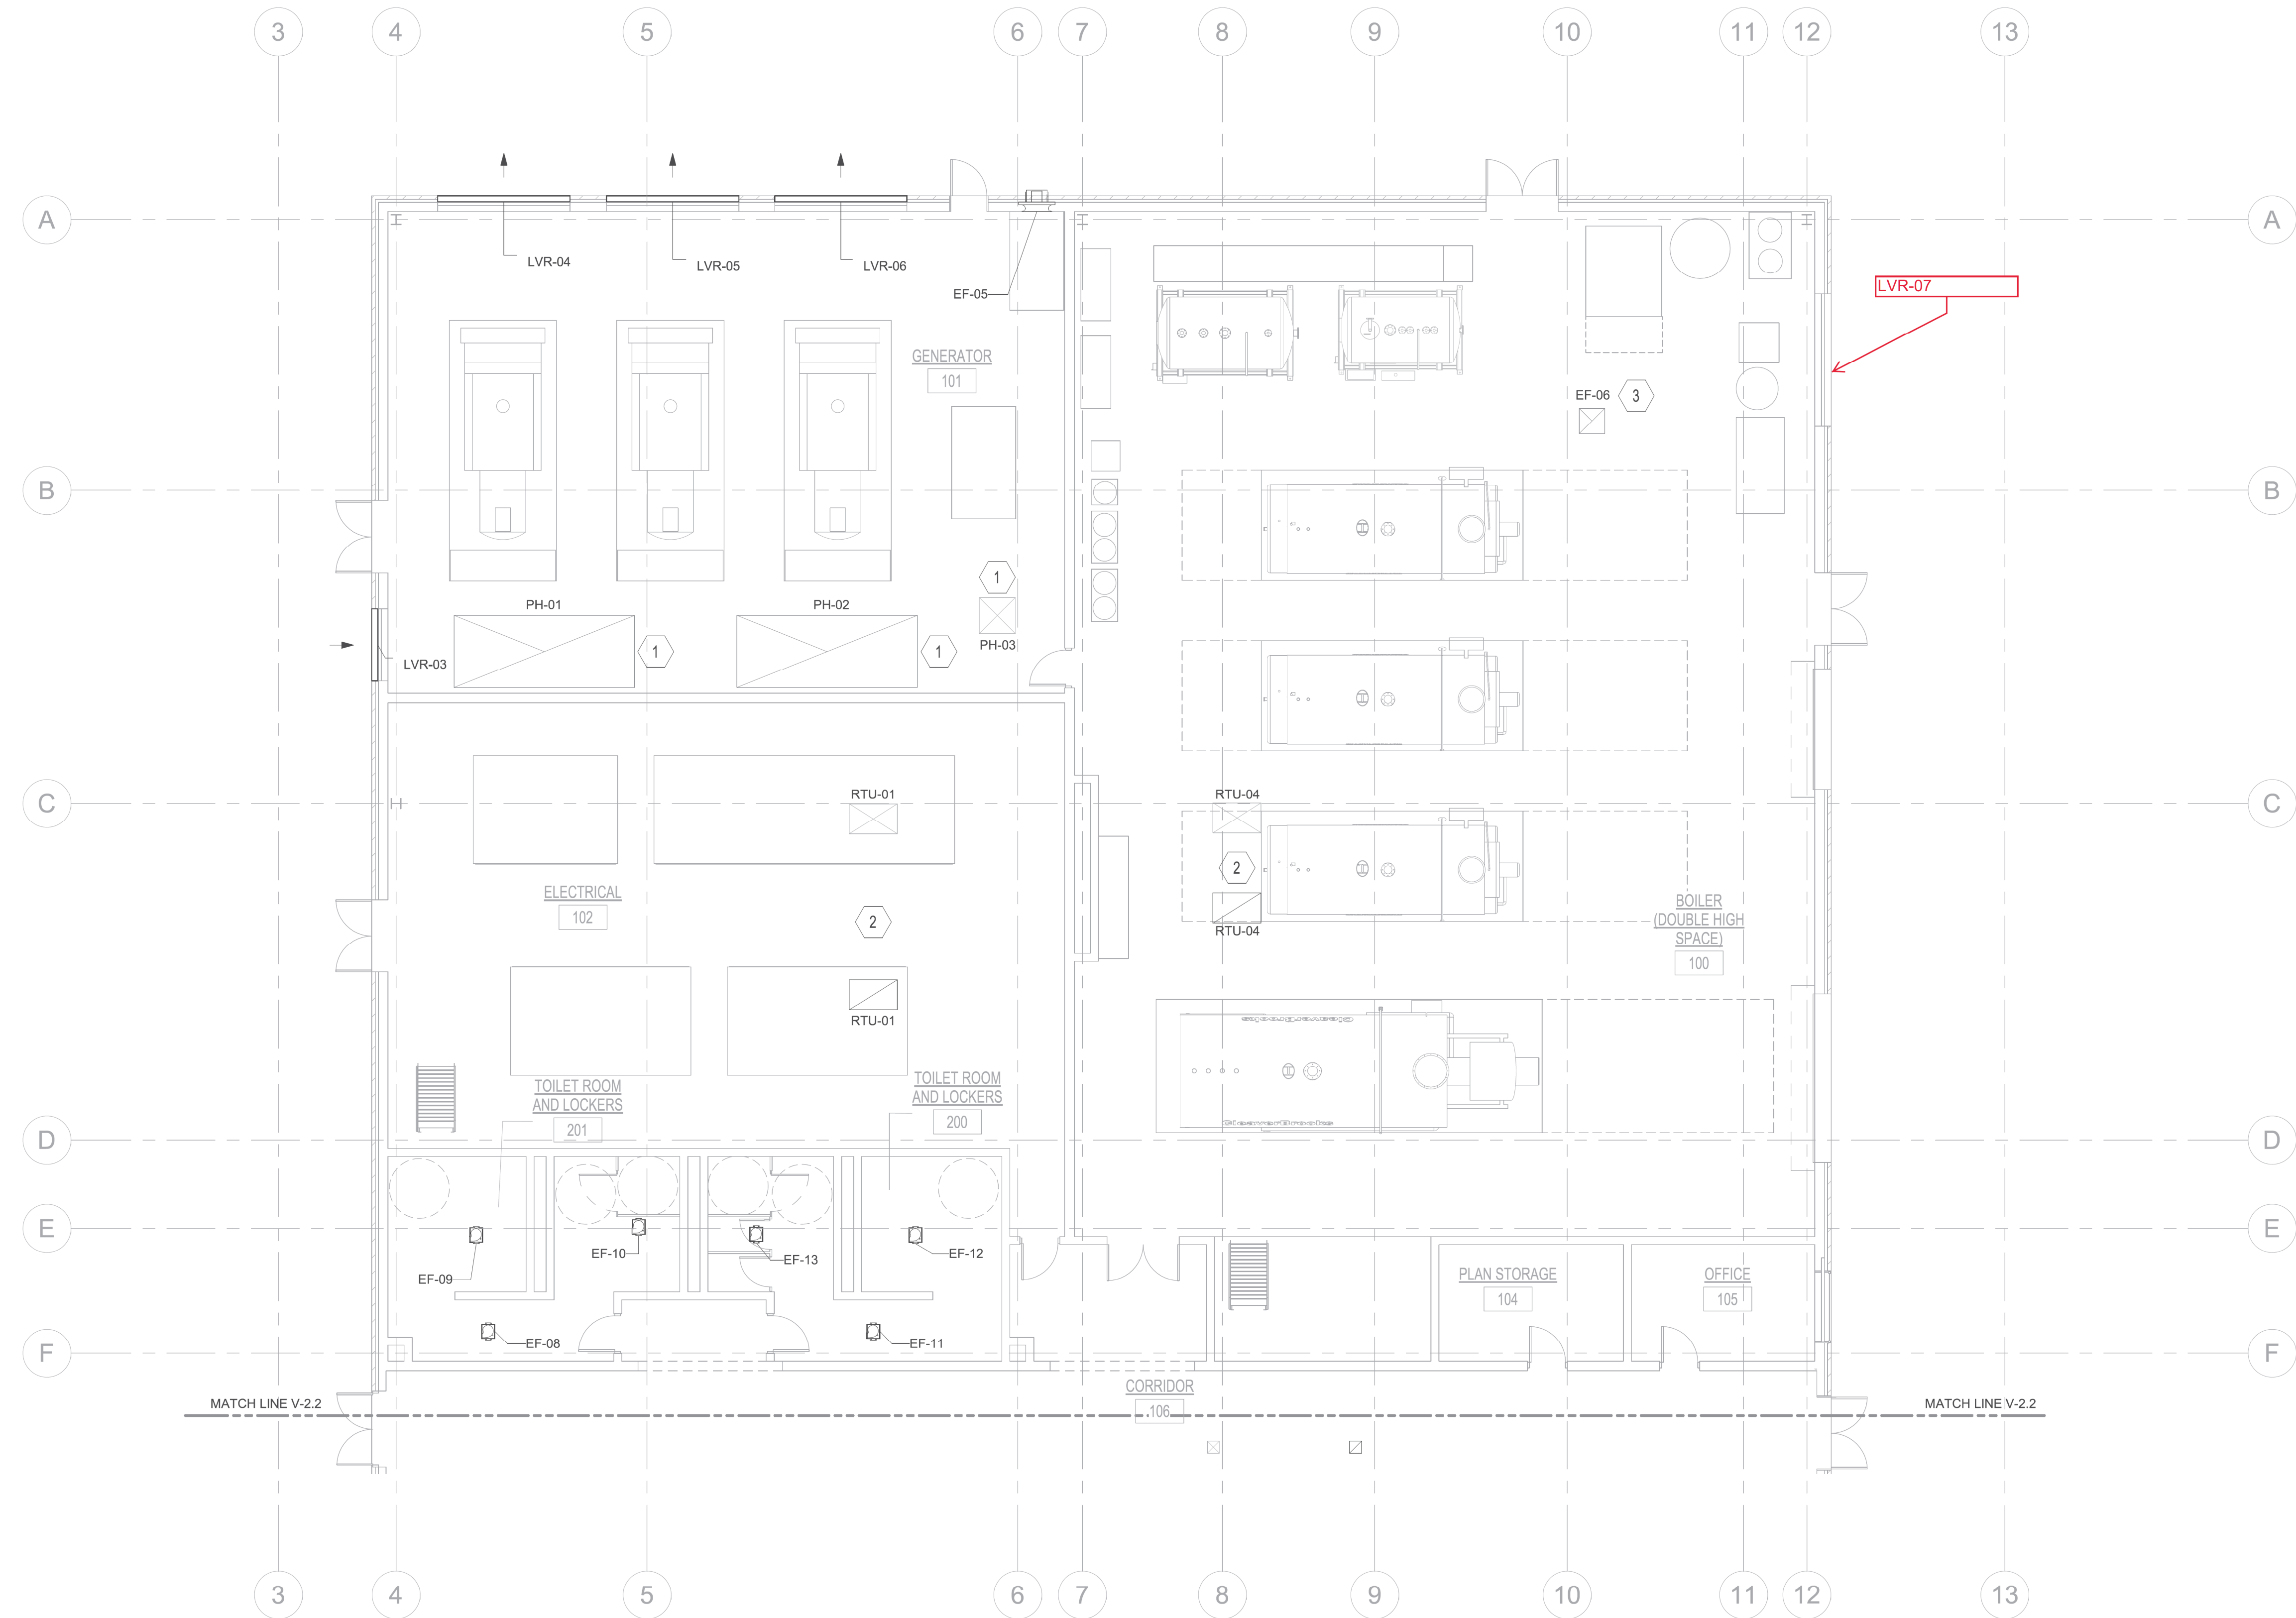 3 4 5 6 7 8 9 10 11 12 13
A A
LVR-04
LVR-05
LVR-06
LVR-07
EF-05
GENERATOR
101
EF-06
3
B B
1
PH-01
PH-02
PH-03
LVR-03
1
1
RTU-01
RTU-04
C C
2
ELECTRICAL
102
2
RTU-04
BOILER
(DOUBLE HIGH
SPACE)
100
RTU-01
CleaverBrooks
TOILET ROOM
AND LOCKERS
201
TOILET ROOM
AND LOCKERS
200
CleaverBrooks
D D
E E
EF-10
EF-13
EF-12
EF-09
PLAN STORAGE
104
OFFICE
105
EF-08
EF-11
F F
CORRIDOR
106
MATCH LINE V-2.2
MATCH LINE V-2.2
3 4 5 6 7 8 9 10 11 12 13